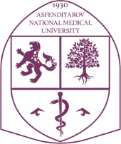 1930
ASFENDIYAROV
NATIONAL MEDICAL
UNIVERSITY